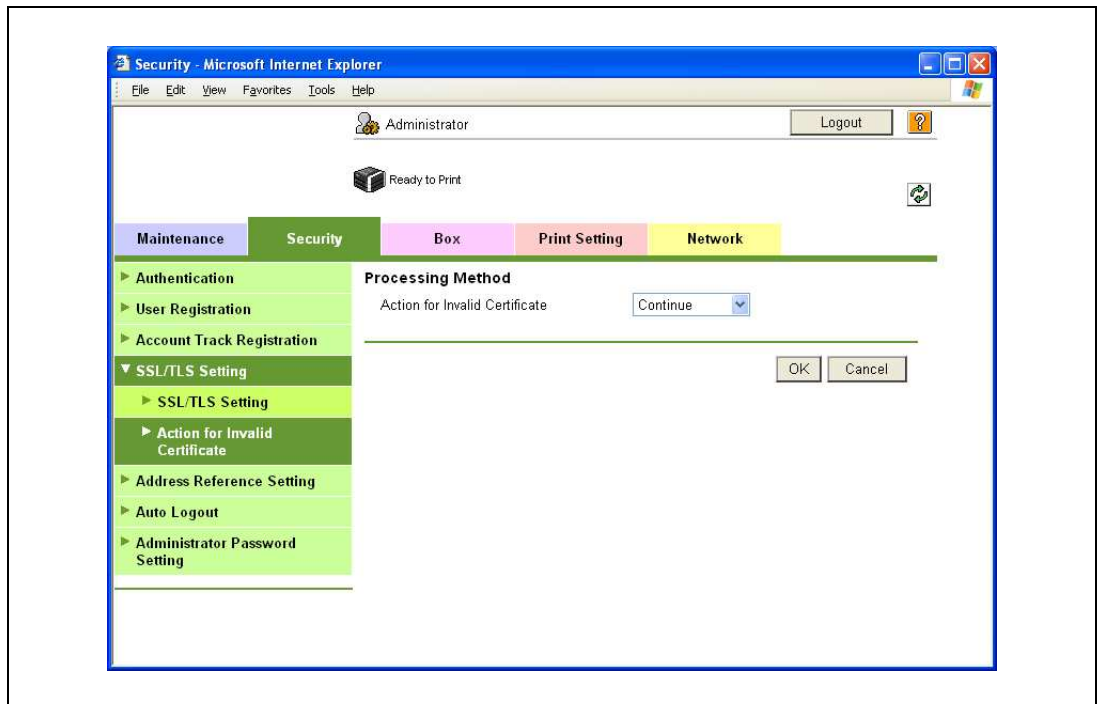 Security - Microsoft Internet Explorer
File Edit View Favorites Tools Help
Administrator
Logout
?
Ready to Print
Maintenance Security Box Print Setting Network
Authentication
User Registration
Account Track Registration
SSL/TLS Setting
SSL/TLS Setting
Action for Invalid
Certificate
Address Reference Setting
Auto Logout
Administrator Password
Setting
Processing Method
Action for Invalid Certificate Continue
OK Cancel